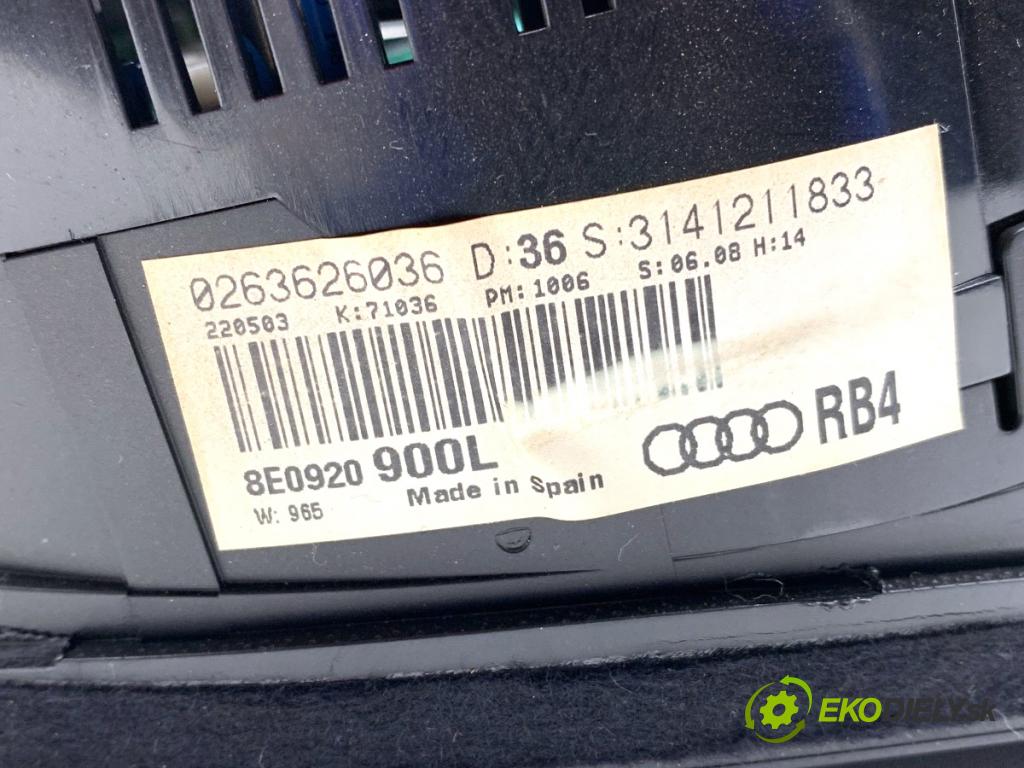 0263626036 D:36 S:3141211833
220503 K:71036 PM:1006 S:06.08 H:14
8E0920 900L
RB4
W: 965 Made in Spain
EKODIELY.sk